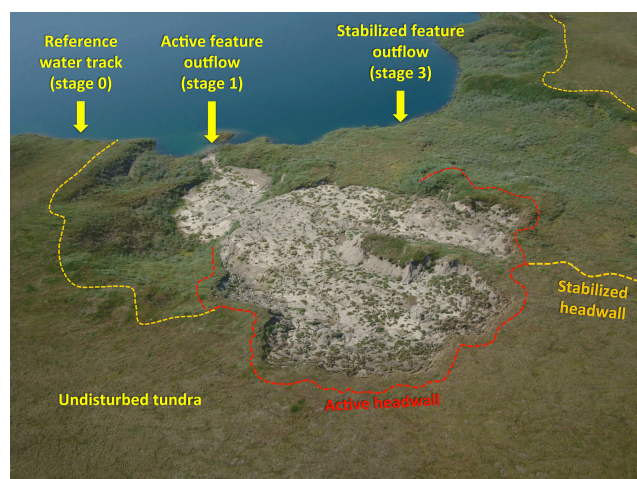 Reference
water track
(stage 0)
Active feature
outflow
(stage 1)
Stabilized feature
outflow
(stage 3)
Stabilized
headwall
Undisturbed tundra
Active headwall